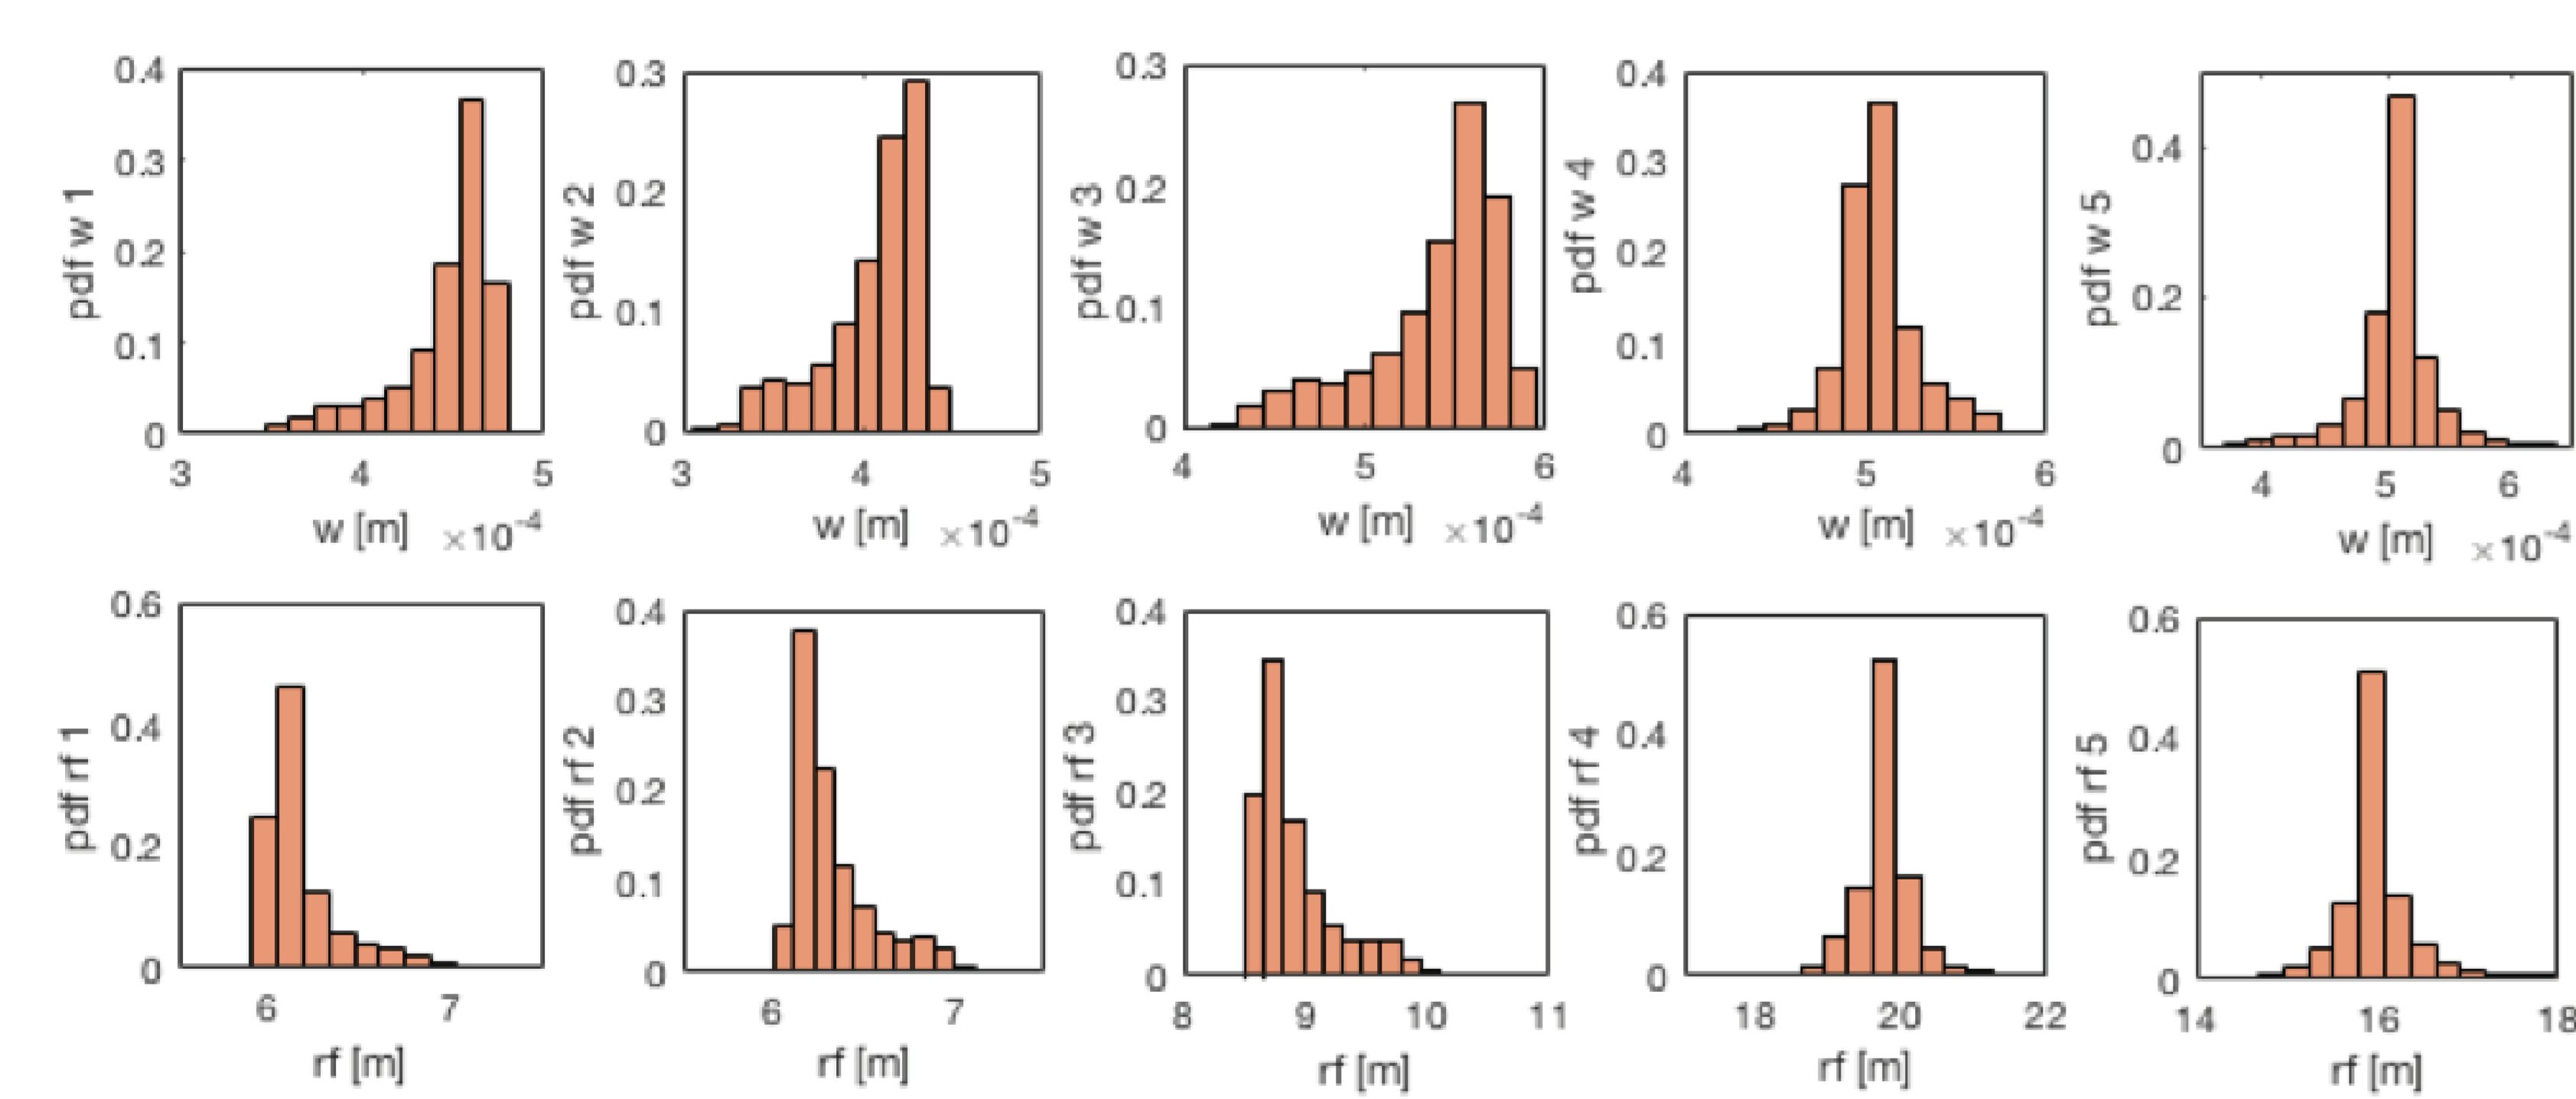 pdf w 1
0.4
0.3
0.2
0.1
0
3 4 5
w [m] ×10⁻⁴
pdf w 2
0.3
0.2
0.1
0
3 4 5
w [m] ×10⁻⁴
pdf w 3
0.3
0.2
0.1
0
4 5 6
w [m] ×10⁻⁴
pdf w 4
0.4
0.3
0.2
0.1
0
4 5 6
w [m] ×10⁻⁴
pdf w 5
0.4
0.2
0
4 5 6
w [m] ×10⁻⁴
pdf rf 1
0.6
0.4
0.2
0
6 7
rf [m]
pdf rf 2
0.4
0.3
0.2
0.1
0
6 7
rf [m]
pdf rf 3
0.4
0.3
0.2
0.1
0
8 9 10 11
rf [m]
pdf rf 4
0.6
0.4
0.2
0
18 20 22
rf [m]
pdf rf 5
0.6
0.4
0.2
0
14 16 18
rf [m]